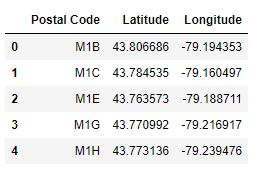 Postal Code Latitude Longitude
0 M1B 43.806686 -79.194353
1 M1C 43.784535 -79.160497
2 M1E 43.763573 -79.188711
3 M1G 43.770992 -79.216917
4 M1H 43.773136 -79.239476